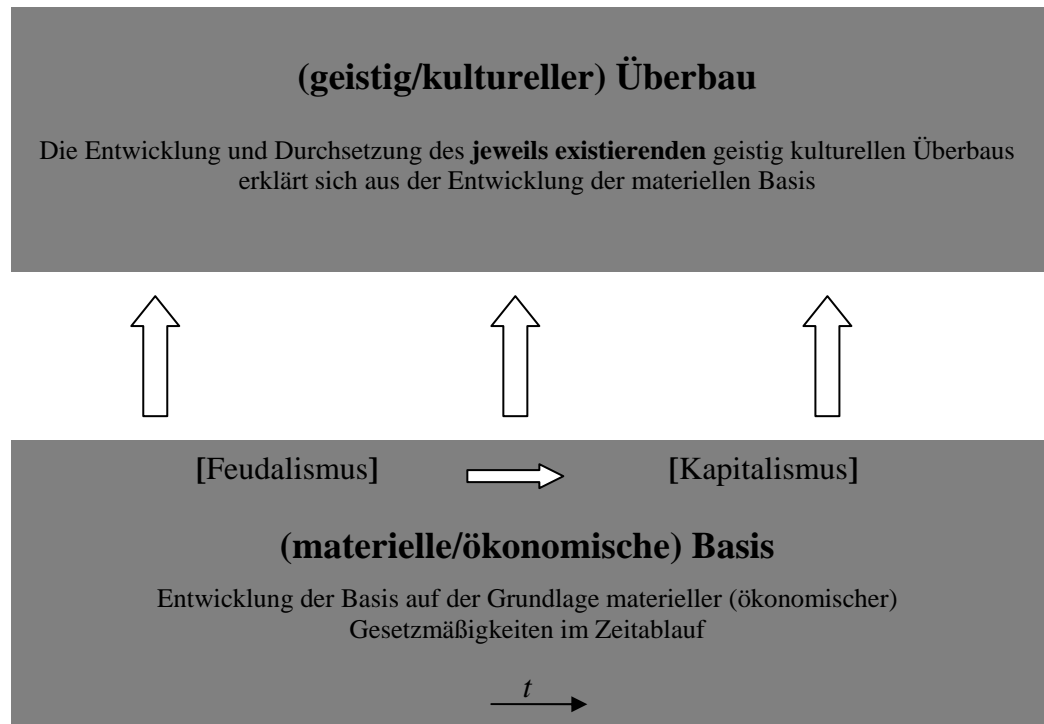 (geistig/kultureller) Überbau
Die Entwicklung und Durchsetzung des jeweils existierenden geistig kulturellen Überbaus
erklärt sich aus der Entwicklung der materiellen Basis
[Feudalismus] [Kapitalismus]
(materielle/ökonomische) Basis
Entwicklung der Basis auf der Grundlage materieller (ökonomischer)
Gesetzmäßigkeiten im Zeitablauf
t